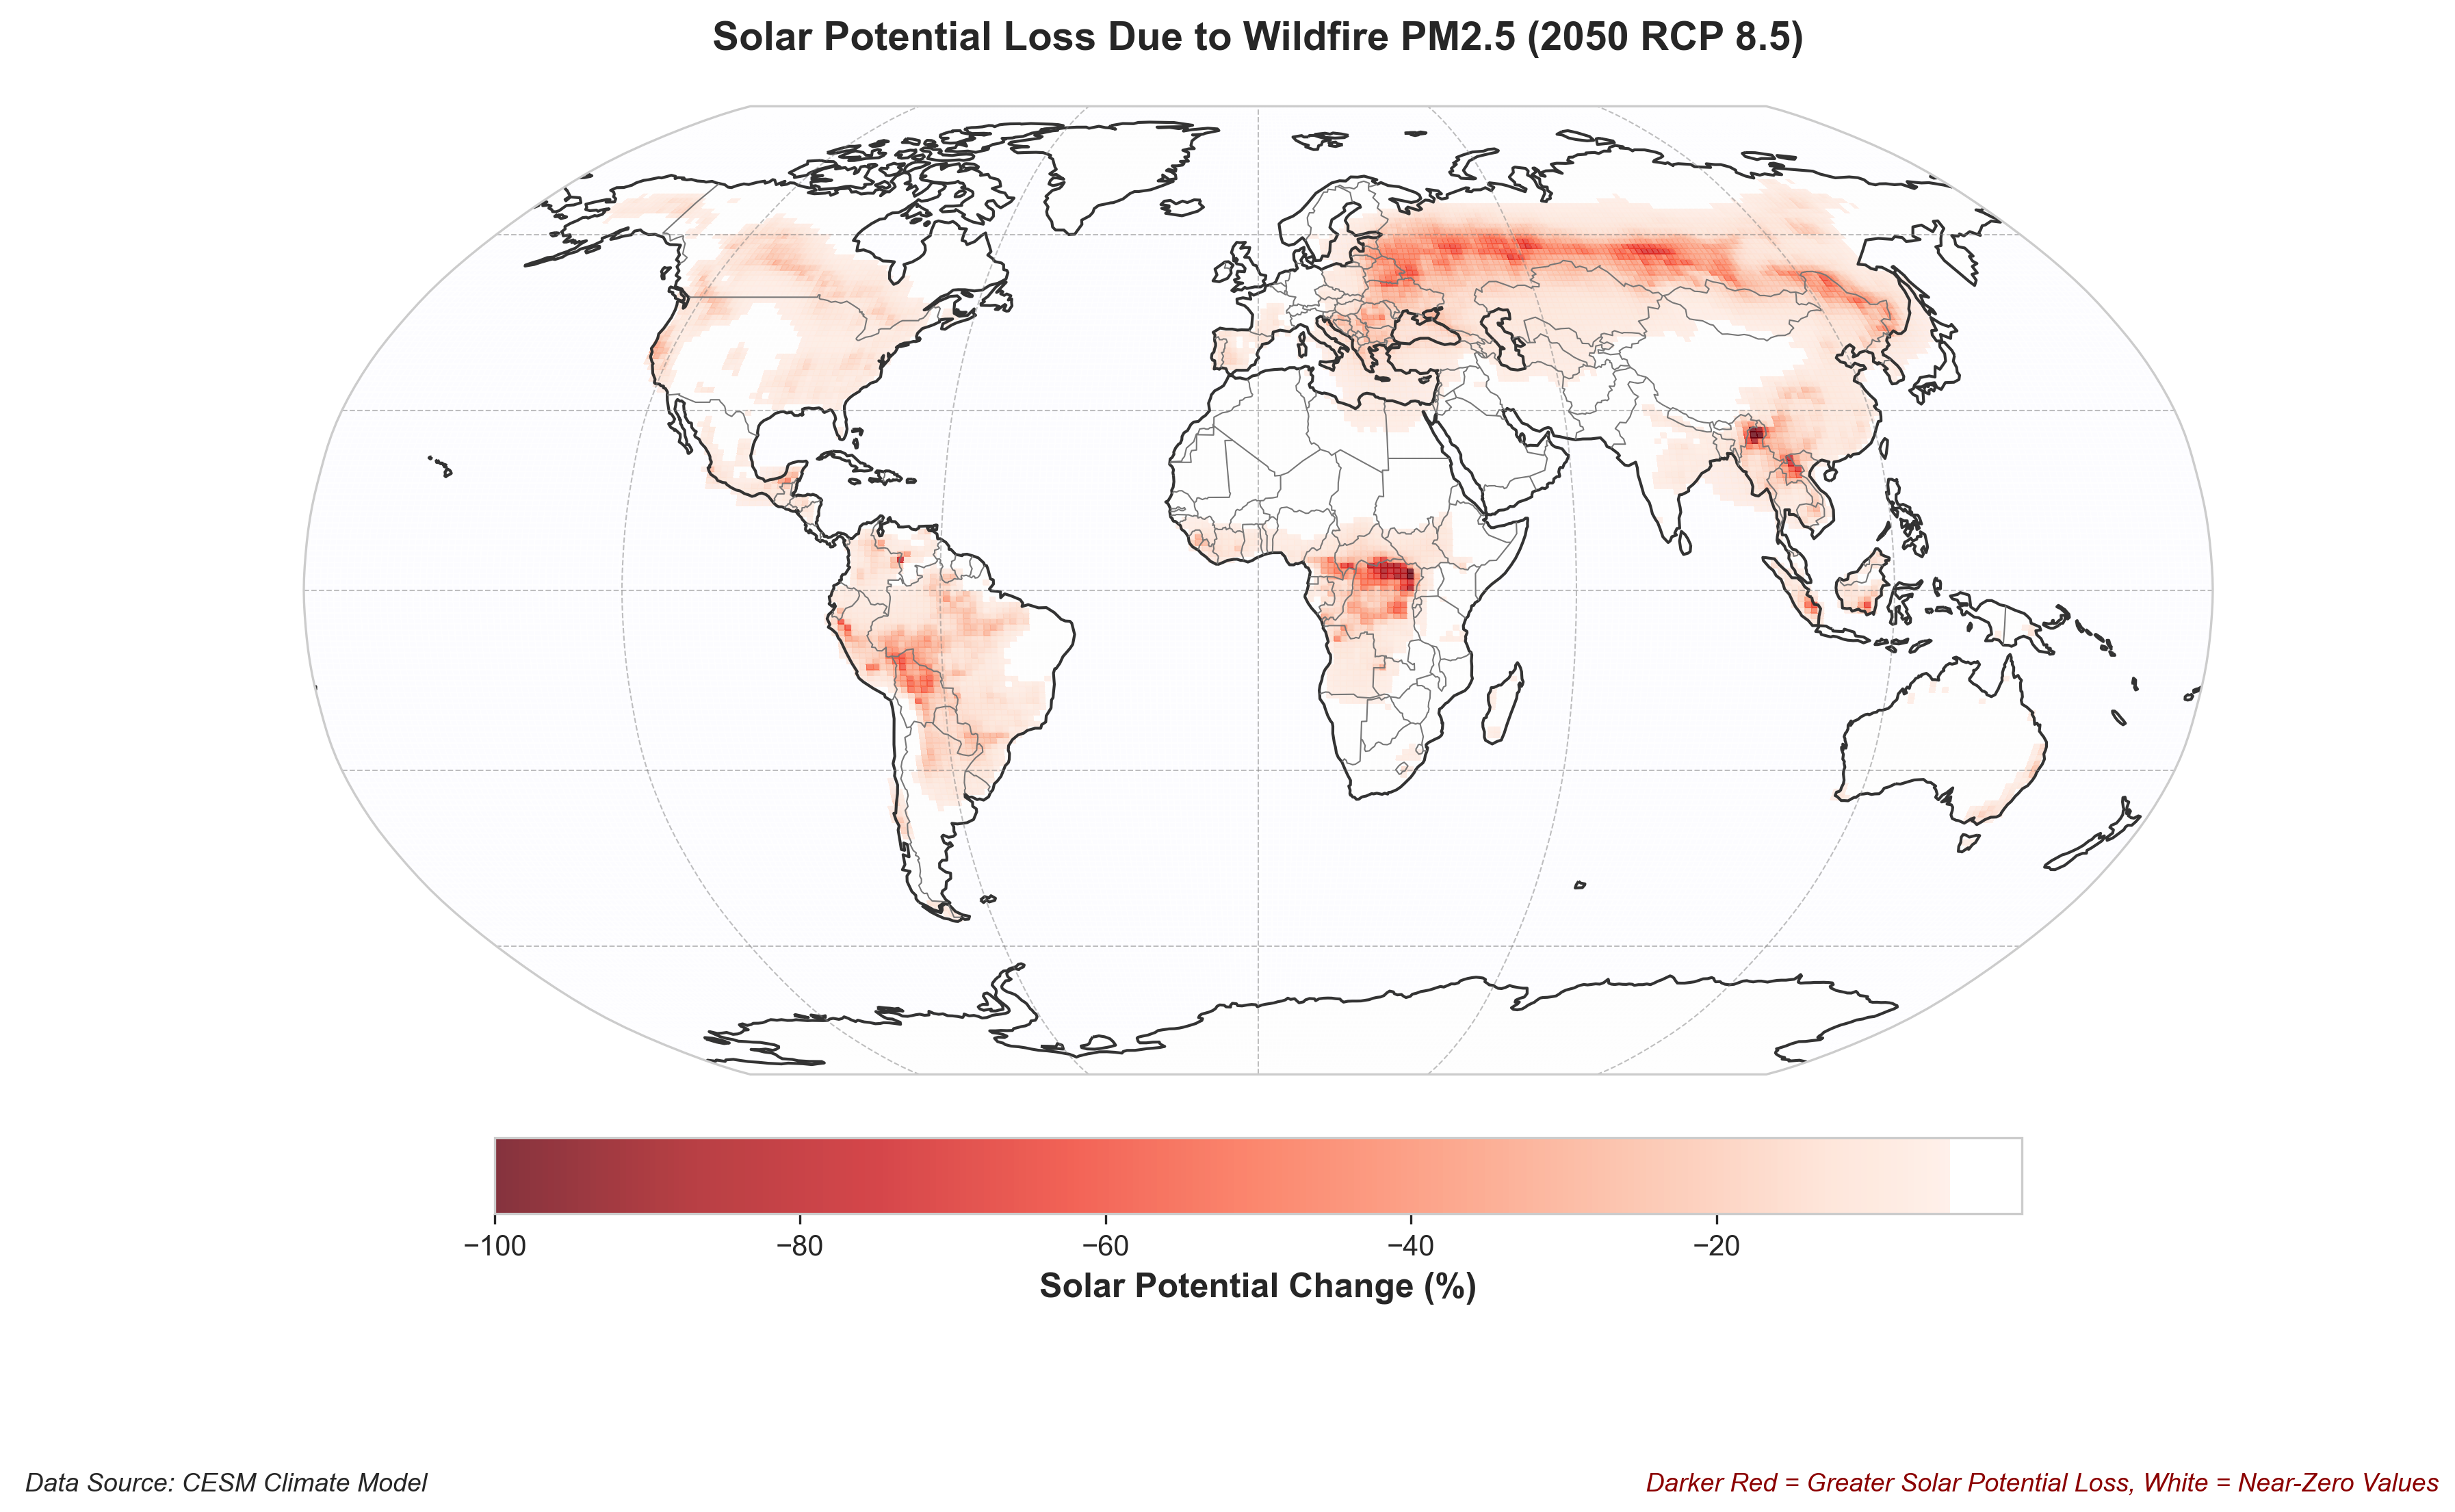 Solar Potential Loss Due to Wildfire PM2.5 (2050 RCP 8.5)
−100 −80 −60 −40 −20
Solar Potential Change (%)
Data Source: CESM Climate Model
Darker Red = Greater Solar Potential Loss, White = Near-Zero Values